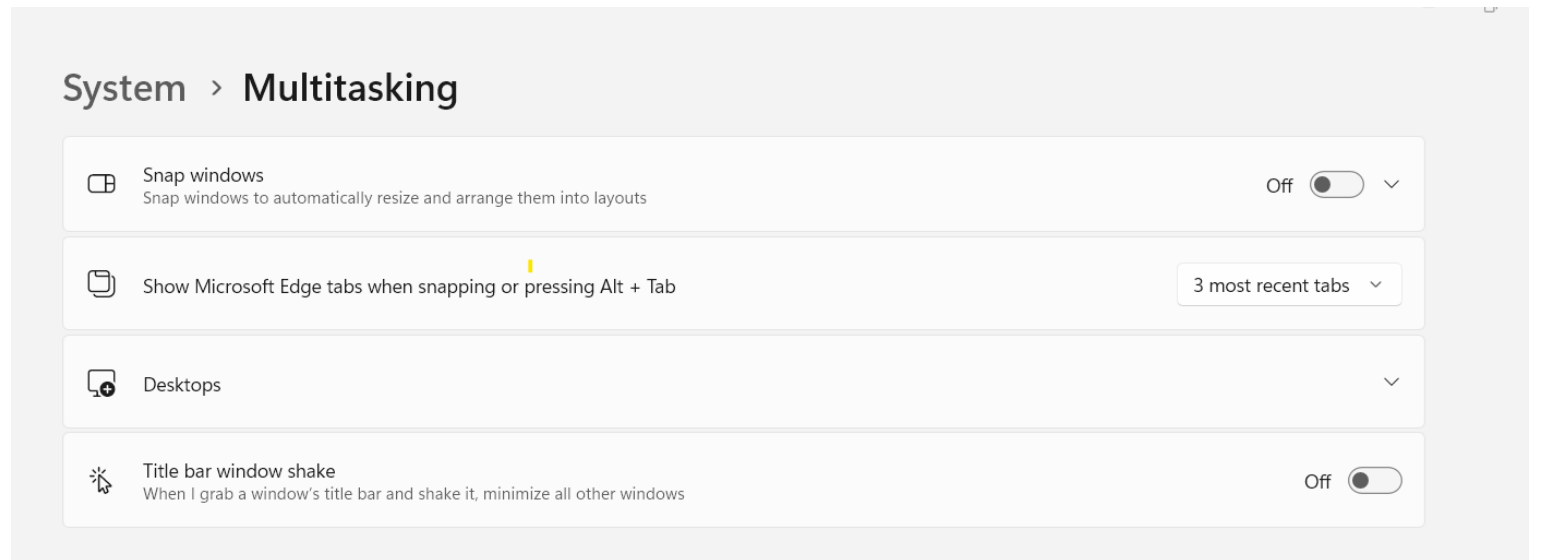 System > Multitasking
Snap windows
Snap windows to automatically resize and arrange them into layouts
Off
Show Microsoft Edge tabs when snapping or pressing Alt + Tab
3 most recent tabs
Desktops
Title bar window shake
When I grab a window's title bar and shake it, minimize all other windows
Off